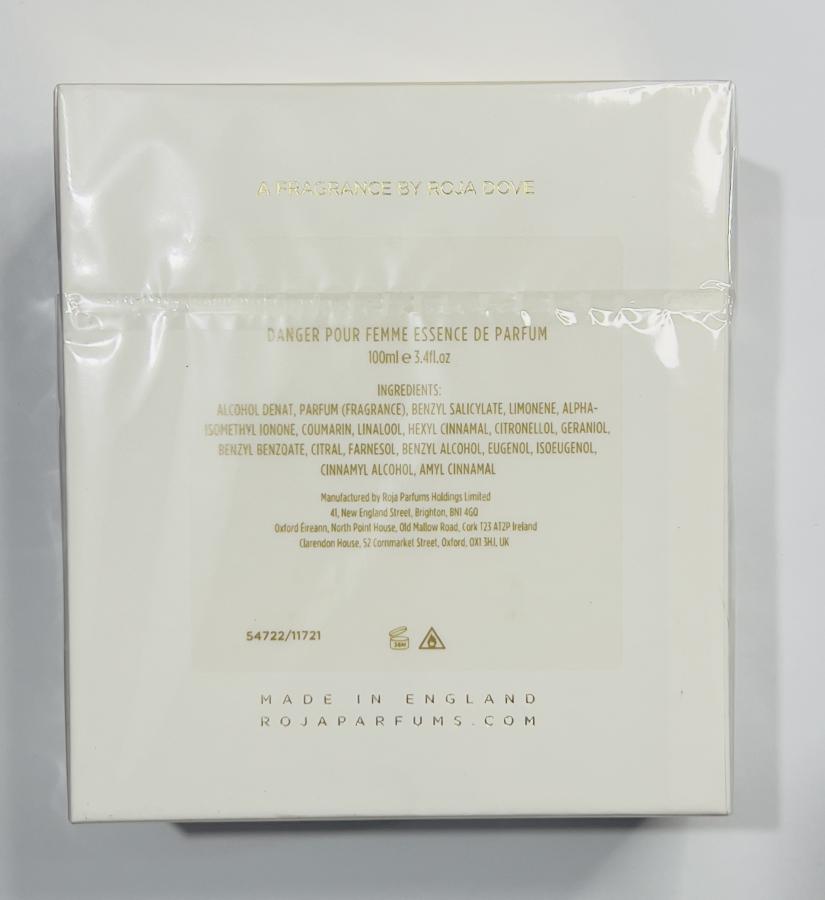 A FRAGRANCE BY ROJA DOVE
DANGER POUR FEMME ESSENCE DE PARFUM
100ml e 3.4fl.oz
INGREDIENTS:
ALCOHOL DENAT, PARFUM (FRAGRANCE), BENZYL SALICYLATE, LIMONENE, ALPHA-
ISOMETHYL IONONE, COUMARIN, LINALOOL, HEXYL CINNAMAL, CITRONELLOL, GERANIOL,
BENZYL BENZOATE, CITRAL, FARNESOL, BENZYL ALCOHOL, EUGENOL, ISOEUGENOL,
CINNAMYL ALCOHOL, AMYL CINNAMAL
Manufactured by Roja Parfums Holdings Limited
41, New England Street, Brighton, BN1 4GQ
Oxford Éireann, North Point House, Old Mallow Road, Cork T23 AT2P Ireland
Clarendon House, 52 Cornmarket Street, Oxford, OX1 3HJ, UK
54722/11721
36M
MADE IN ENGLAND
ROJAPARFUMS.COM